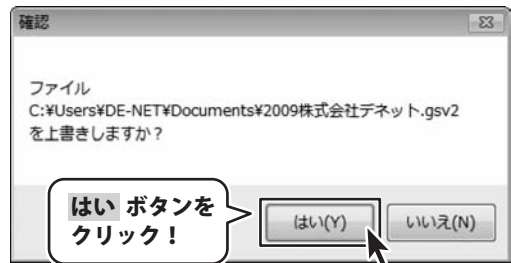 確認
ファイル
C:¥Users¥DE-NET¥Documents¥2009株式会社デネット.gsv2
を上書きしますか？
はい ボタンを
クリック！
はい(Y)
いいえ(N)